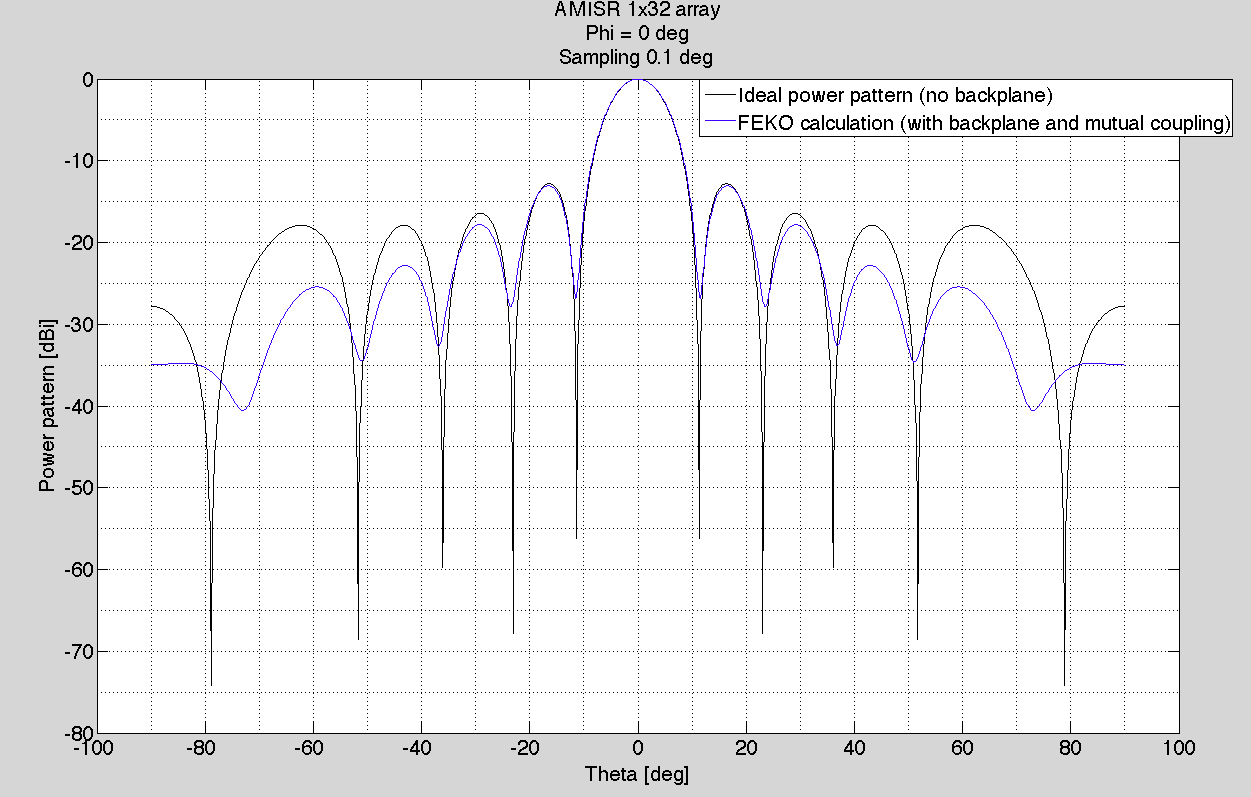 AMISR 1x32 array
Phi = 0 deg
Sampling 0.1 deg
Ideal power pattern (no backplane)
FEKO calculation (with backplane and mutual coupling)
Power pattern [dBi]
0
-10
-20
-30
-40
-50
-60
-70
-80
-100 -80 -60 -40 -20 0 20 40 60 80 100
Theta [deg]